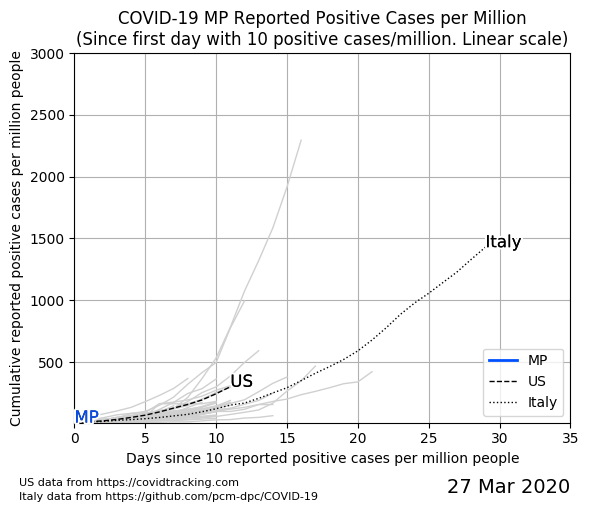 COVID-19 MP Reported Positive Cases per Million
(Since first day with 10 positive cases/million. Linear scale)
Cumulative reported positive cases per million people
3000
2500
2000
1500
1000
500
Italy
US
MP
MP
US
Italy
0
5
10
15
20
25
30
35
Days since 10 reported positive cases per million people
US data from https://covidtracking.com
Italy data from https://github.com/pcm-dpc/COVID-19
27 Mar 2020